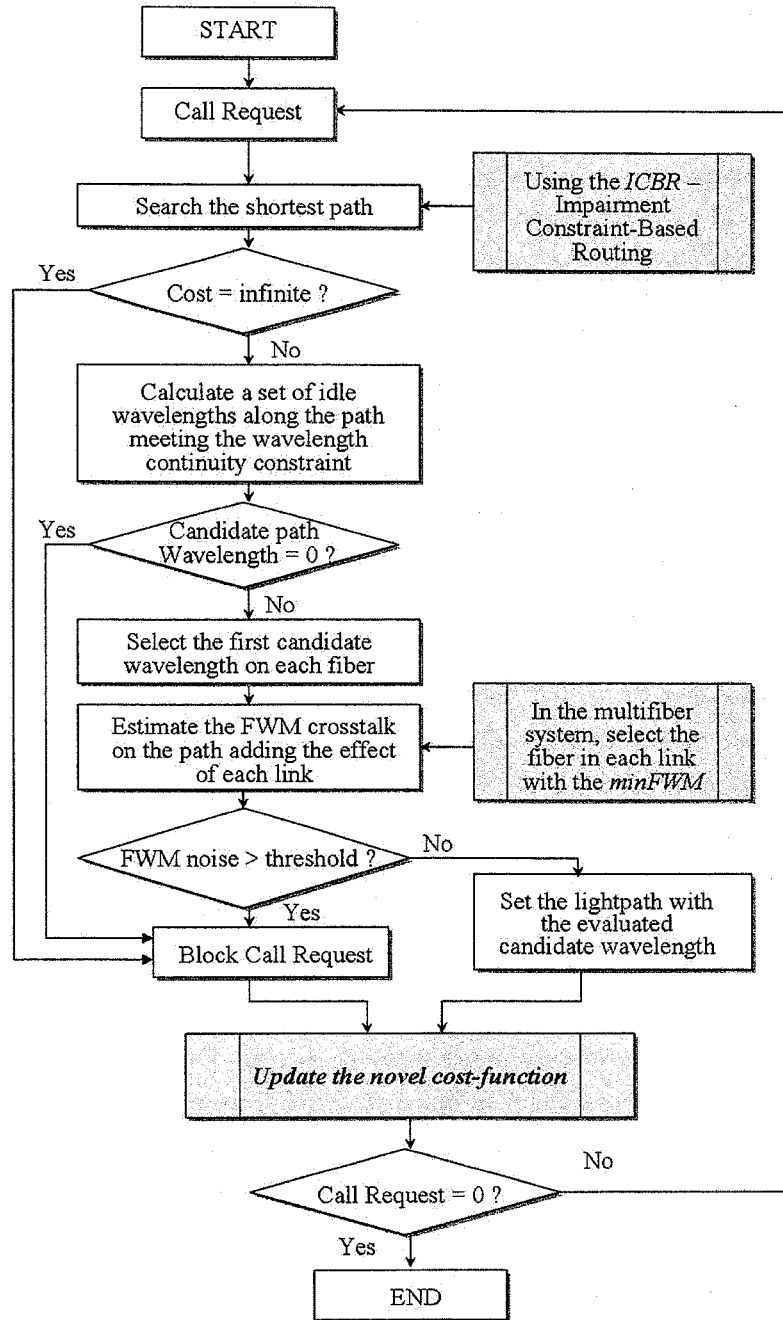 START
Call Request
Search the shortest path
Using the ICBR –
Impairment
Constraint-Based
Routing
Yes
Cost = infinite ?
No
Calculate a set of idle
wavelengths along the path
meeting the wavelength
continuity constraint
Yes
Candidate path
Wavelength = 0 ?
No
Select the first candidate
wavelength on each fiber
Estimate the FWM crosstalk
on the path adding the effect
of each link
In the multifiber
system, select the
fiber in each link
with the minFWM
FWM noise > threshold ?
No
Yes
Set the lightpath with
the evaluated
candidate wavelength
Block Call Request
Update the novel cost-function
Call Request = 0 ?
No
Yes
END